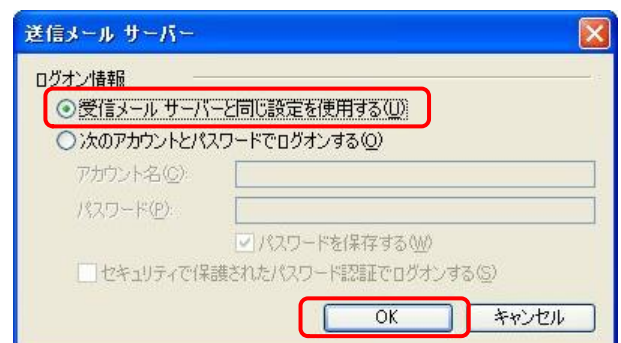 送信メール サーバー
ログオン情報
受信メール サーバーと同じ設定を使用する(U)
次のアカウントとパスワードでログオンする(O)
アカウント名(C):
パスワード(P):
パスワードを保存する(W)
セキュリティで保護されたパスワード認証でログオンする(S)
OK キャンセル